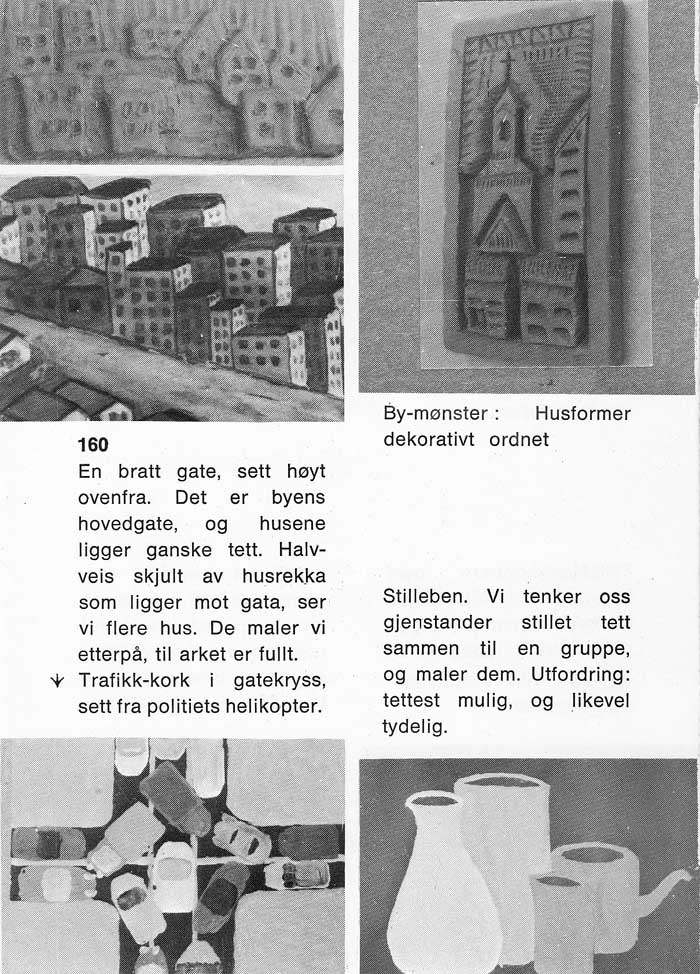 160
En bratt gate, sett høyt
ovenfra. Det er byens
hovedgate, og husene
ligger ganske tett. Halv-
veis skjult av husrekka
som ligger mot gata, ser
vi flere hus. De maler vi
etterpå, til arket er fullt.
Trafikk-kork i gatekryss,
sett fra politiets helikopter.
By-mønster : Husformer
dekorativt ordnet
Stilleben. Vi tenker oss
gjenstander stillet tett
sammen til en gruppe,
og maler dem. Utfordring:
tettest mulig, og likevel
tydelig.